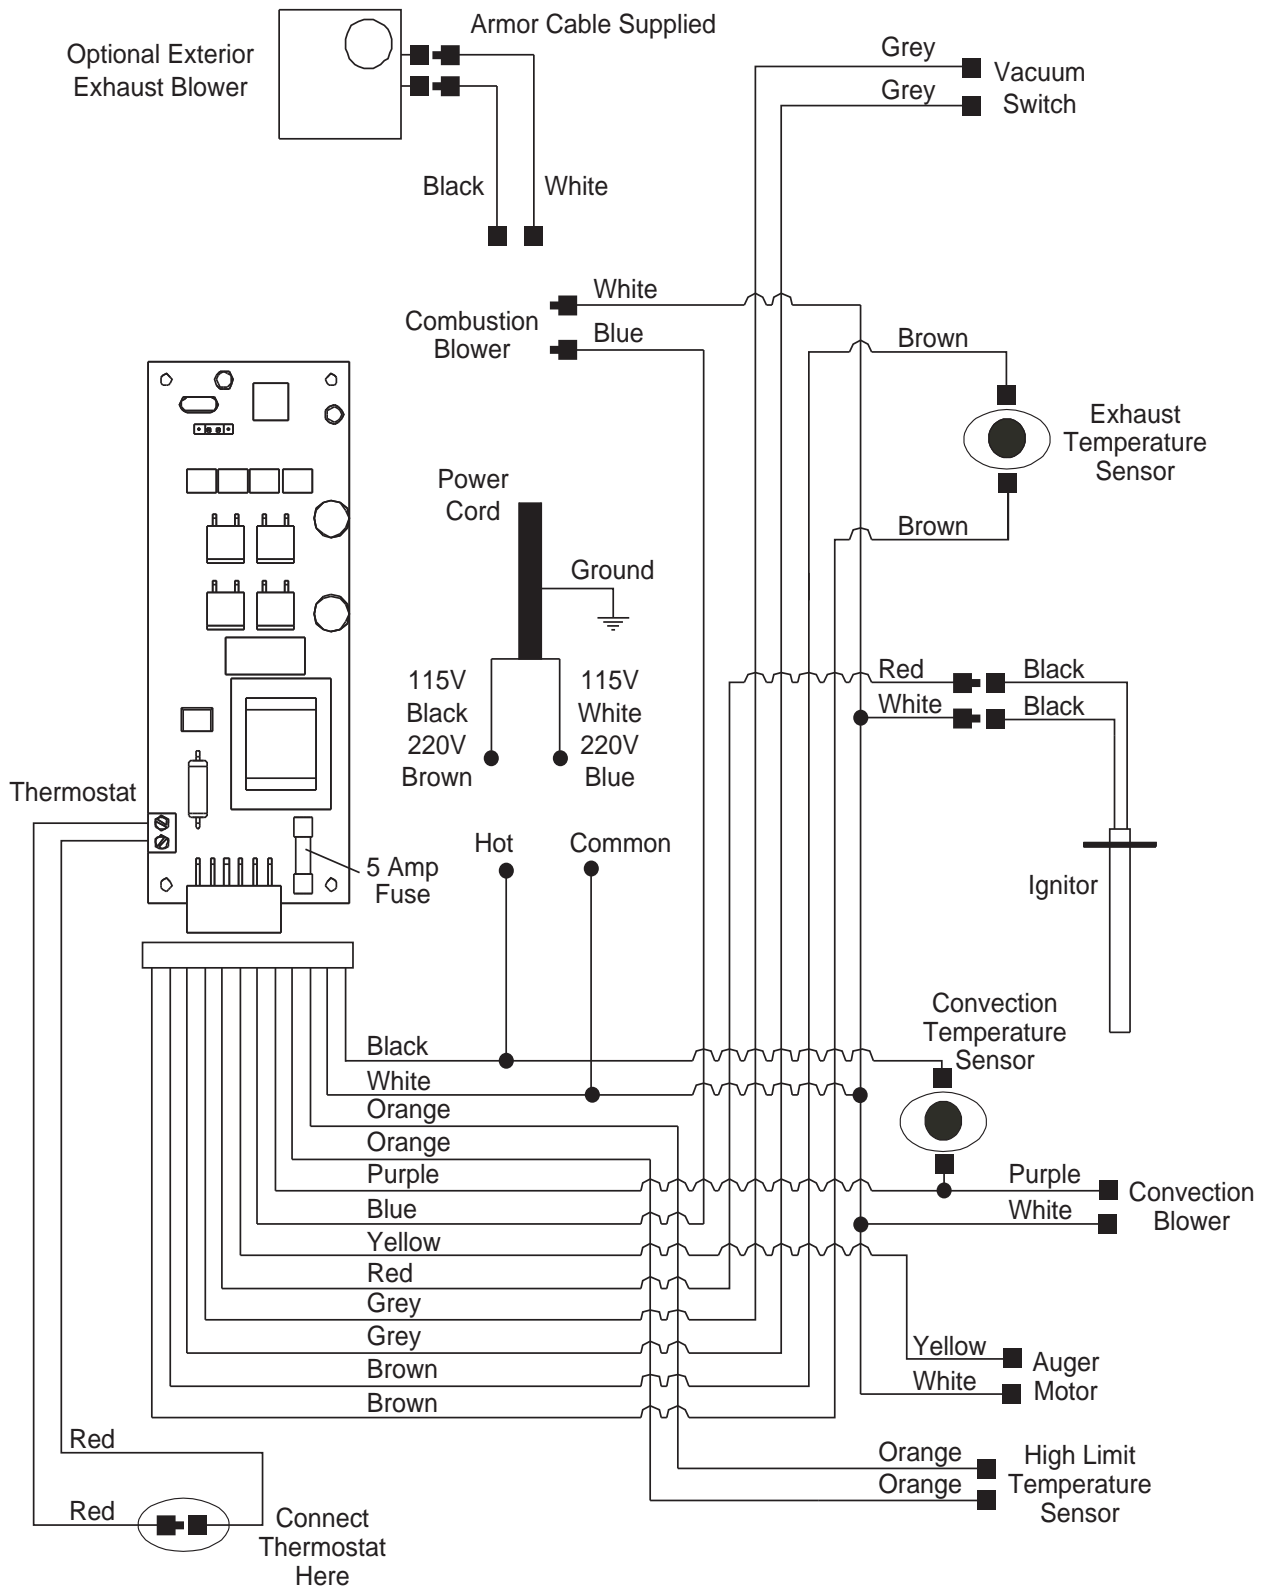 Armor Cable Supplied
Optional Exterior
Exhaust Blower
Black
White
Grey
Grey
Vacuum
Switch
White
Blue
Combustion
Blower
Brown
Exhaust
Temperature
Sensor
Brown
Power
Cord
Ground
115V
Black
220V
Brown
115V
White
220V
Blue
Red
White
Black
Black
Ignitor
Thermostat
5 Amp
Fuse
Hot
Common
Convection
Temperature
Sensor
Black
White
Orange
Orange
Purple
Blue
Yellow
Red
Grey
Grey
Brown
Brown
Purple
White
Convection
Blower
Yellow
White
Auger
Motor
Orange
Orange
High Limit
Temperature
Sensor
Red
Red
Connect
Thermostat
Here